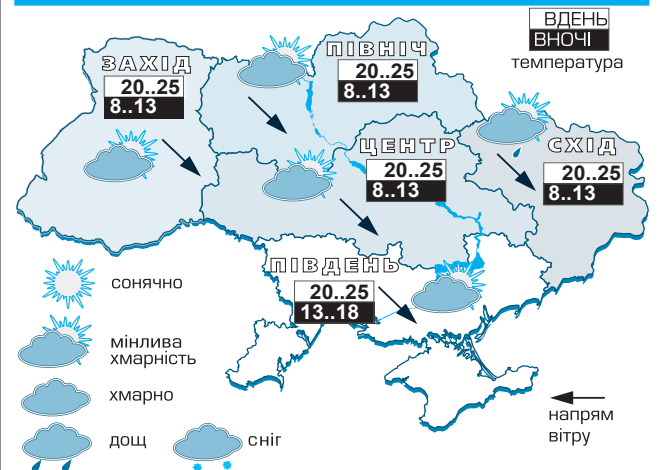 ВДЕНЬ
ВНОЧІ
температура
ЗАХІД
20..25
8..13
ПІВНІЧ
20..25
8..13
ЦЕНТР
20..25
8..13
СХІД
20..25
8..13
ПІВДЕНЬ
20..25
13..18
сонячно
мінлива
хмарність
хмарно
дощ
сніг
напрям
вітру